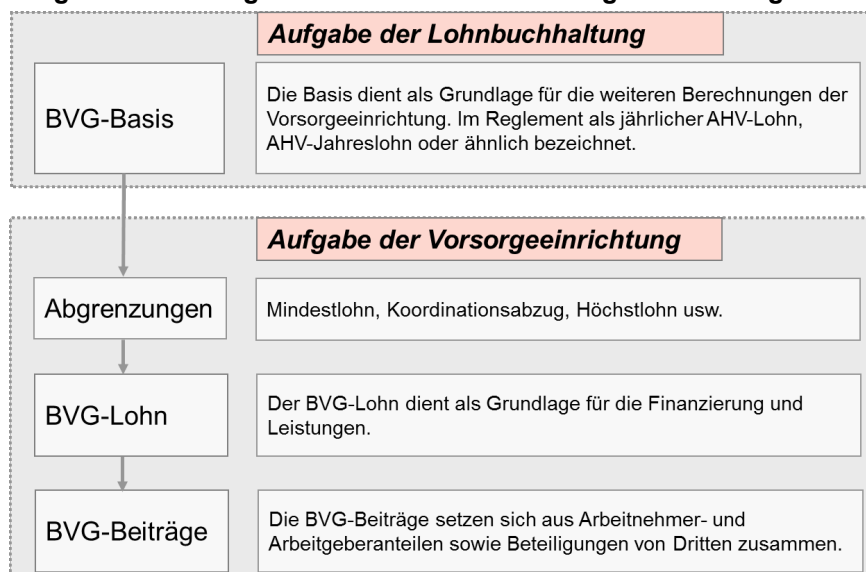 Aufgabe der Lohnbuchhaltung
BVG-Basis
Die Basis dient als Grundlage für die weiteren Berechnungen der
Vorsorgeeinrichtung. Im Reglement als jährlicher AHV-Lohn,
AHV-Jahreslohn oder ähnlich bezeichnet.
Aufgabe der Vorsorgeeinrichtung
Abgrenzungen
Mindestlohn, Koordinationsabzug, Höchstlohn usw.
BVG-Lohn
Der BVG-Lohn dient als Grundlage für die Finanzierung und
Leistungen.
BVG-Beiträge
Die BVG-Beiträge setzen sich aus Arbeitnehmer- und
Arbeitgeberanteilen sowie Beteiligungen von Dritten zusammen.